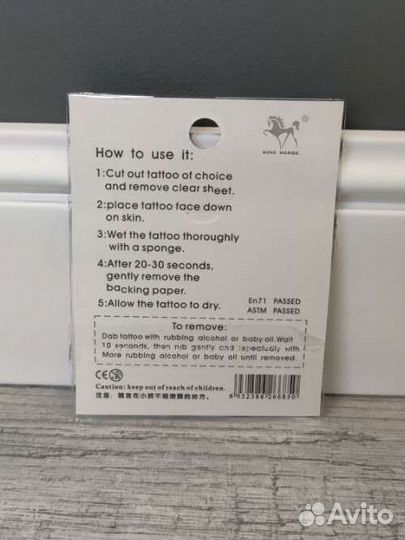 KING HORSE
®
How to use it:
1:Cut out tattoo of choice
and remove clear sheet.
2:place tattoo face down
on skin.
3:Wet the tattoo thoroughly
with a sponge.
4:After 20-30 seconds,
gently remove the
backing paper.
5:Allow the tattoo to dry.
En71 PASSED
ASTM PASSED
To remove:
Dab tattoo with rubbing alcohol or baby oil.Wait
10 seconds, then rub gently and repeatedly with
More rubbing alcohol or baby oil until removed.
CE
Caution: keep out of reach of children.
Avito